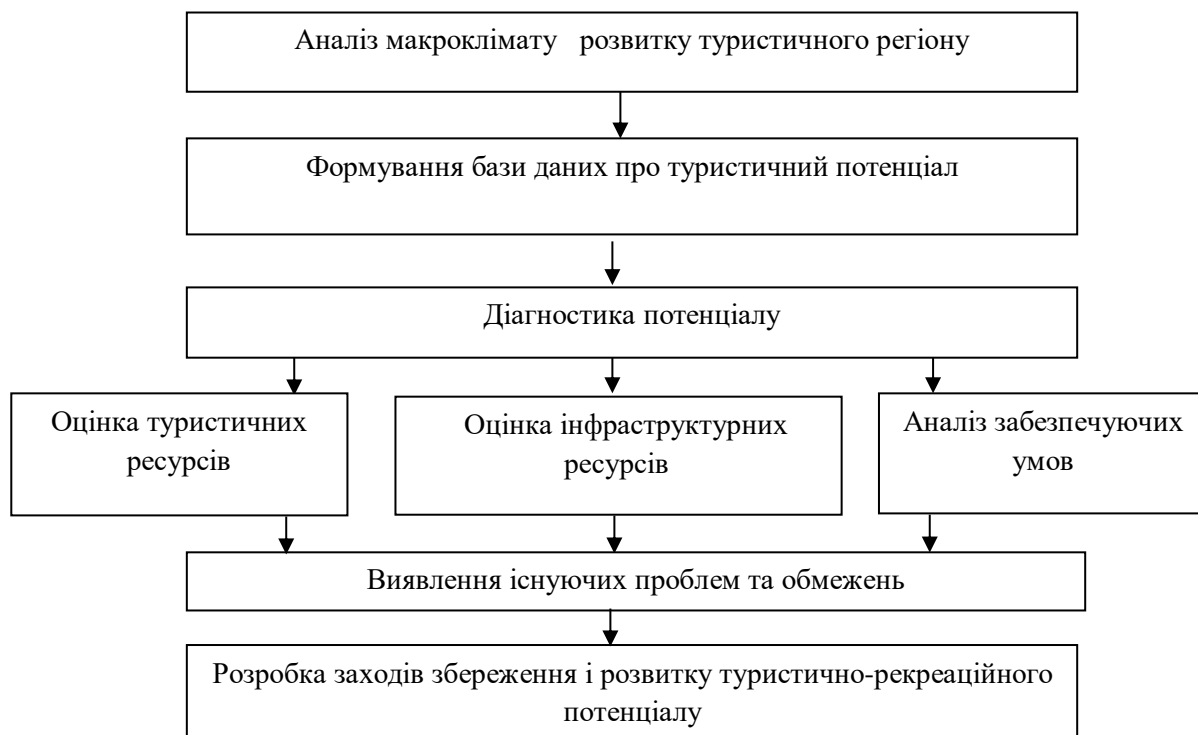 Аналіз макроклімату розвитку туристичного регіону
Формування бази даних про туристичний потенціал
Діагностика потенціалу
Оцінка туристичних
ресурсів
Оцінка інфраструктурних
ресурсів
Аналіз забезпечуючих
умов
Виявлення існуючих проблем та обмежень
Розробка заходів збереження і розвитку туристично-рекреаційного
потенціалу